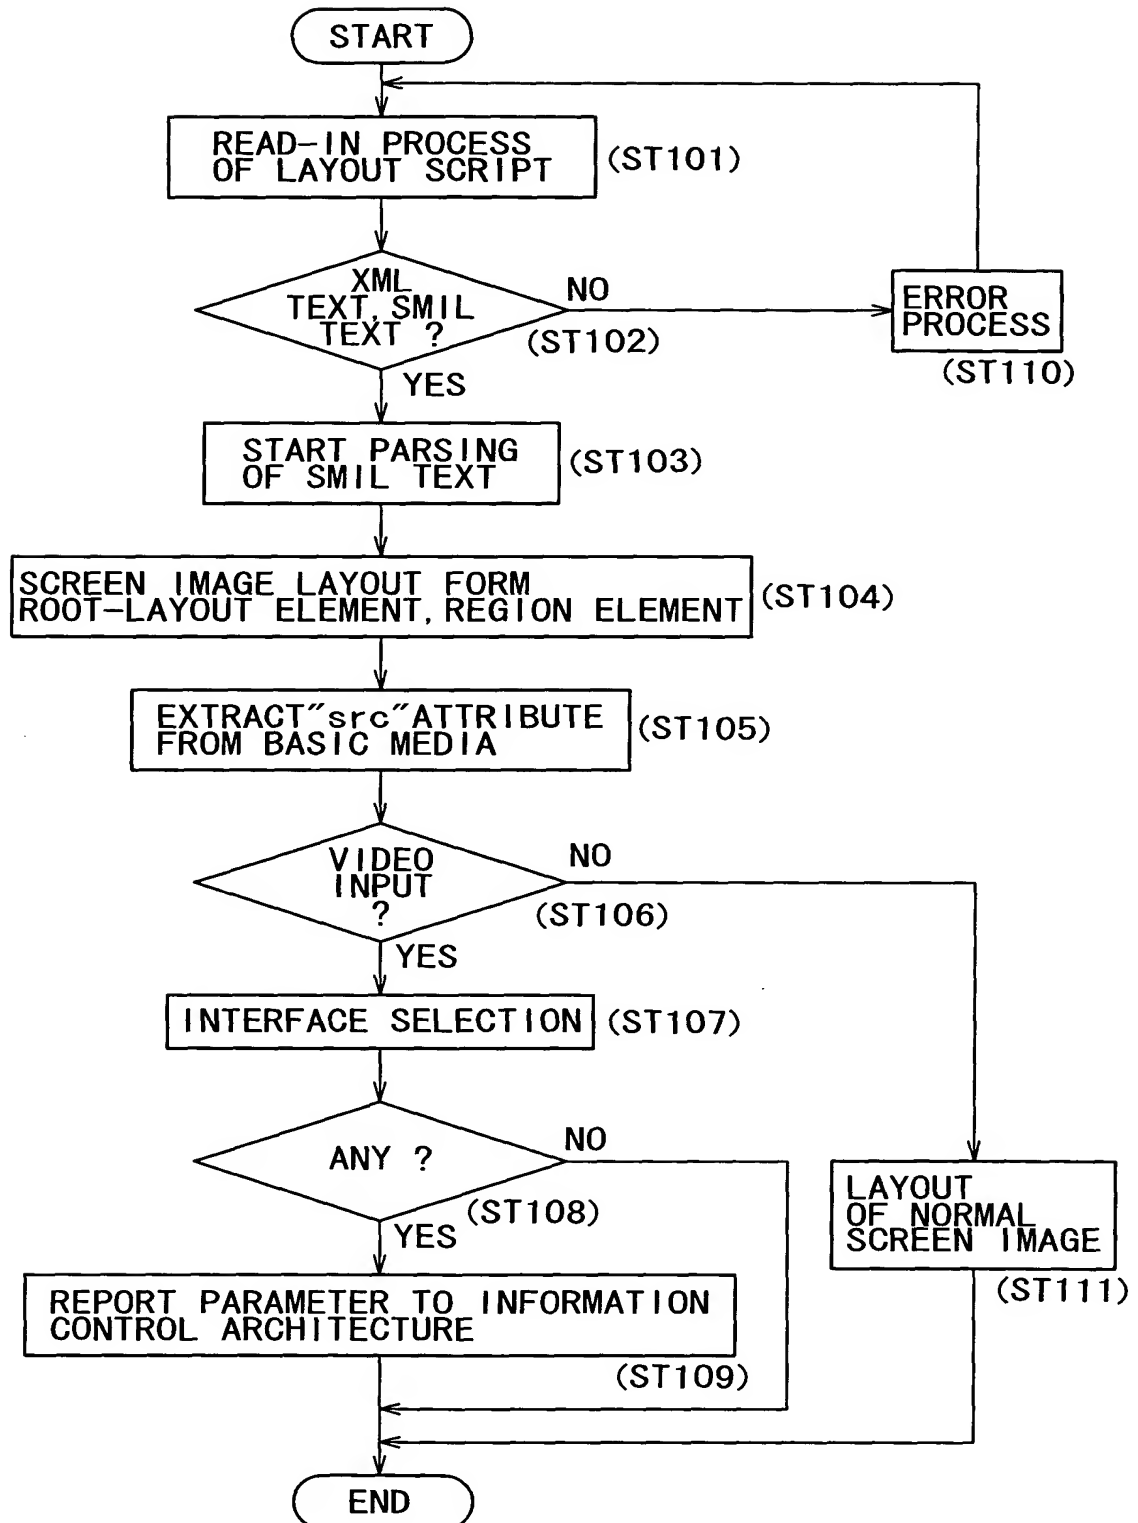 START
READ-IN PROCESS
OF LAYOUT SCRIPT
(ST101)
XML
TEXT, SMIL
TEXT ?
NO
(ST102)
ERROR
PROCESS
(ST110)
YES
START PARSING
OF SMIL TEXT
(ST103)
SCREEN IMAGE LAYOUT FORM
ROOT-LAYOUT ELEMENT, REGION ELEMENT
(ST104)
EXTRACT"src"ATTRIBUTE
FROM BASIC MEDIA
(ST105)
VIDEO
INPUT
?
NO
(ST106)
YES
INTERFACE SELECTION
(ST107)
ANY ?
NO
(ST108)
YES
LAYOUT
OF NORMAL
SCREEN IMAGE
(ST111)
REPORT PARAMETER TO INFORMATION
CONTROL ARCHITECTURE
(ST109)
END